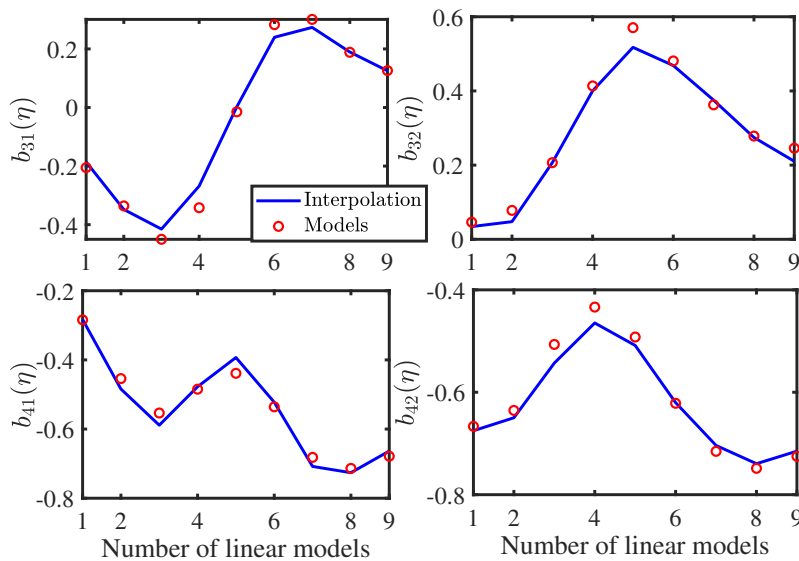 b₃₁(η)
0.2
0
-0.2
-0.4
1 2 4 6 8 9
Interpolation
Models
b₃₂(η)
0.6
0.4
0.2
0
1 2 4 6 8 9
b₄₁(η)
-0.2
-0.4
-0.6
-0.8
1 2 4 6 8 9
Number of linear models
b₄₂(η)
-0.4
-0.6
-0.8
1 2 4 6 8 9
Number of linear models